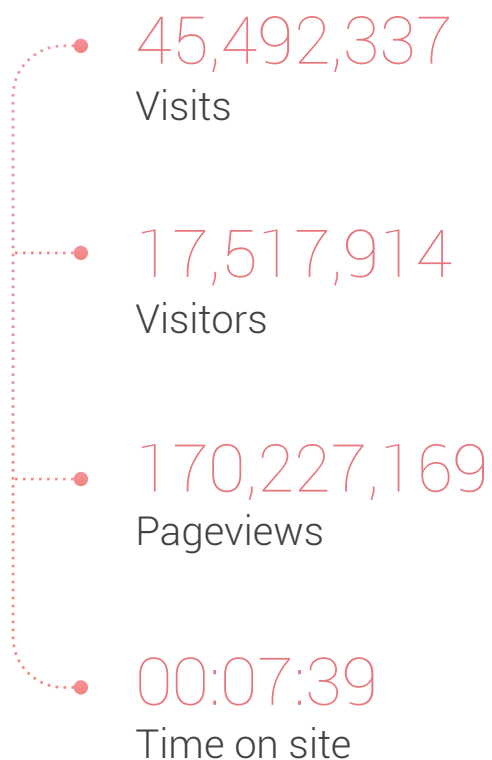 45,492,337
Visits
17,517,914
Visitors
170,227,169
Pageviews
00:07:39
Time on site